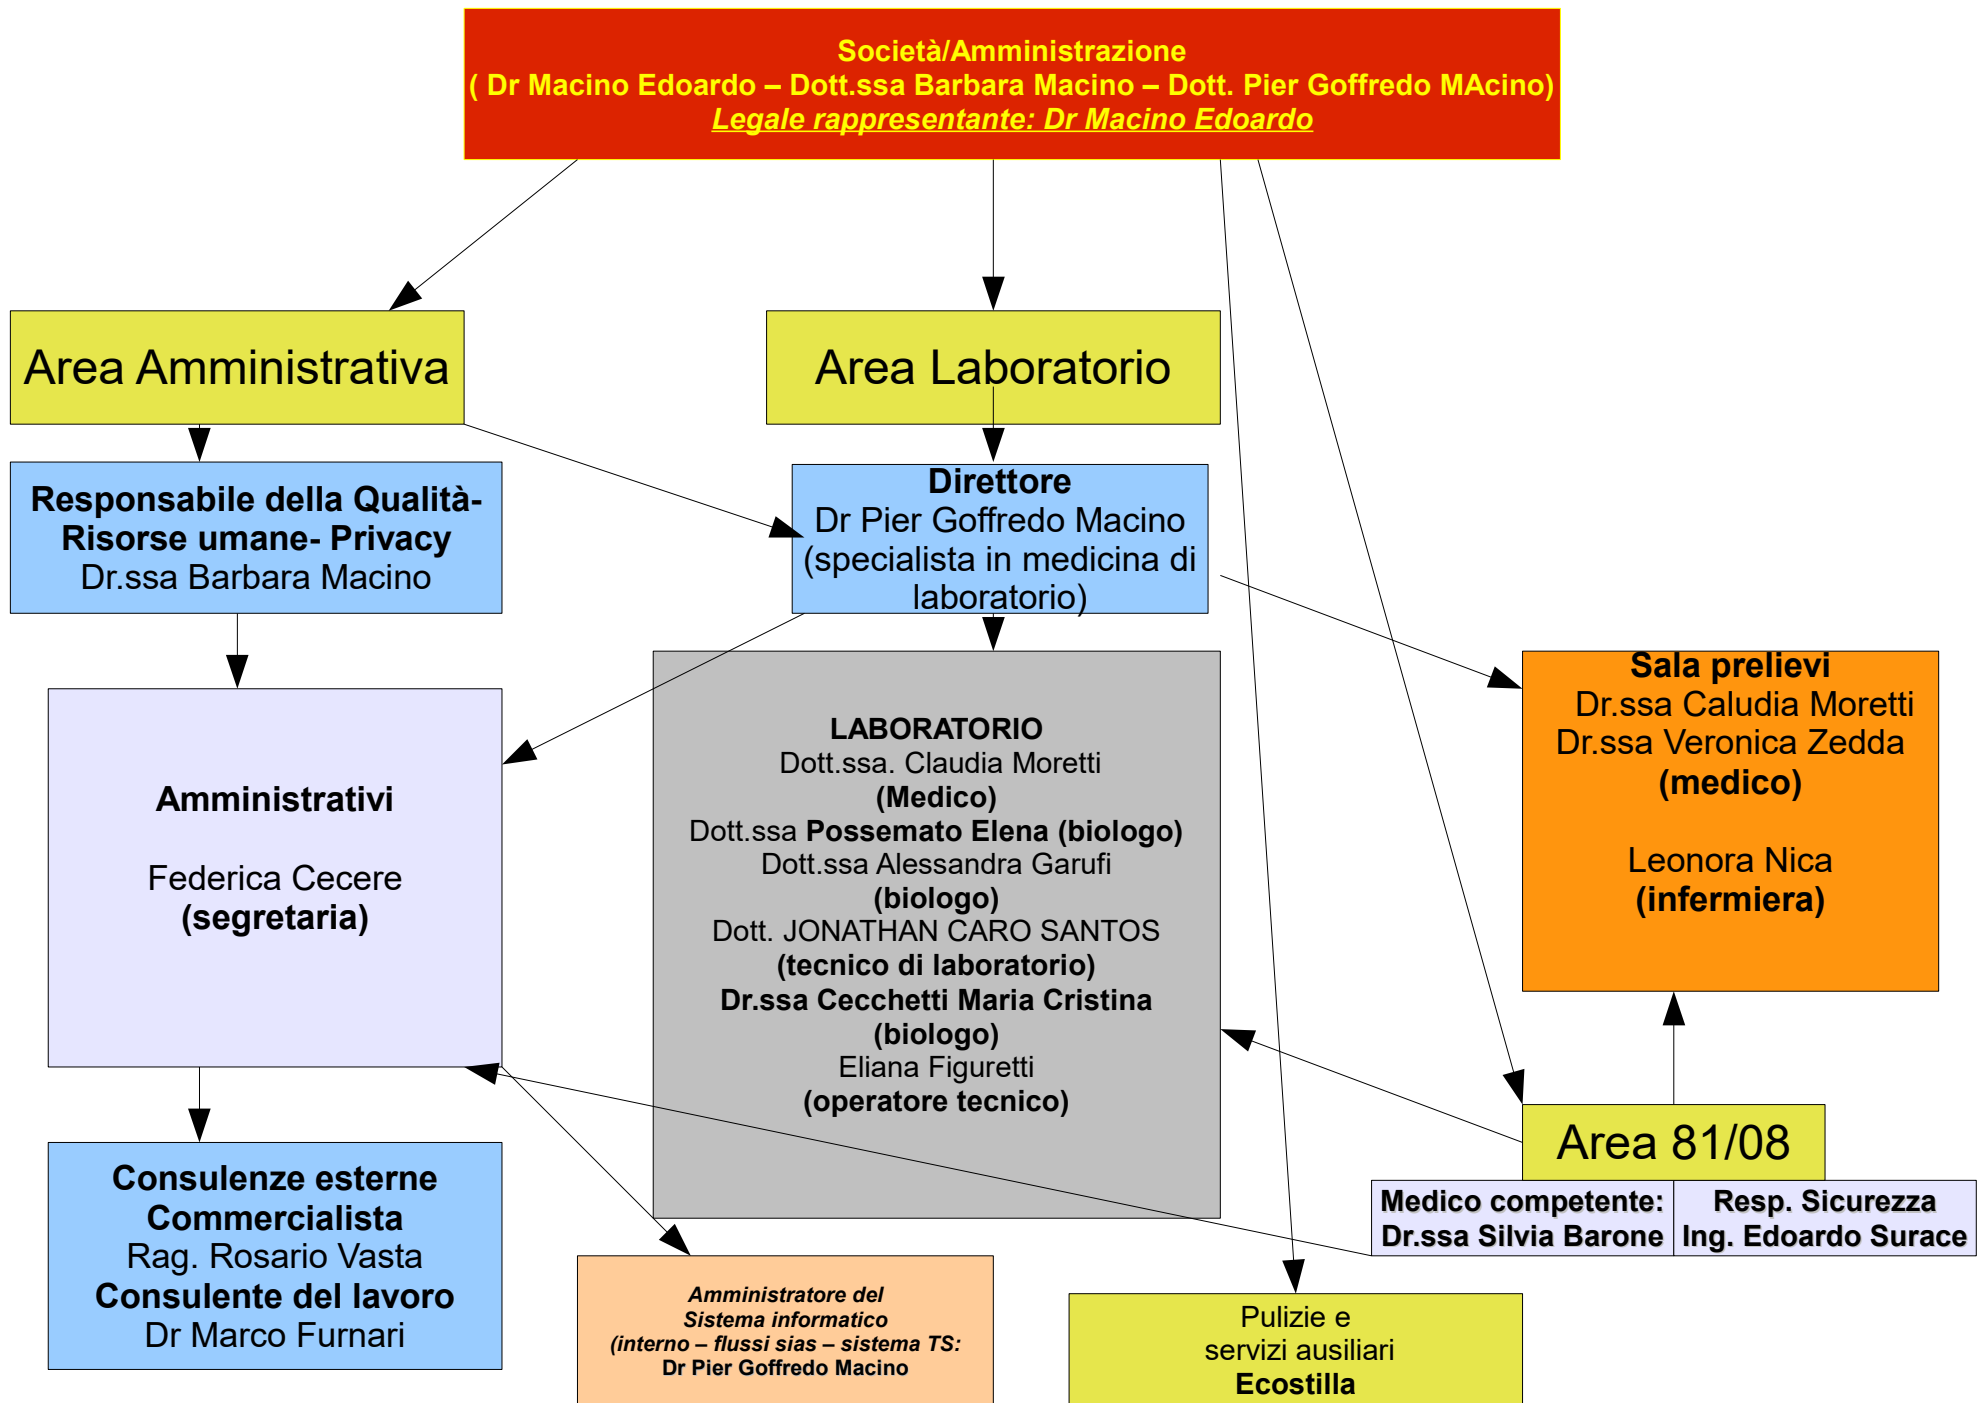 Società/Amministrazione
( Dr Macino Edoardo – Dott.ssa Barbara Macino – Dott. Pier Goffredo MAcino)
Legale rappresentante: Dr Macino Edoardo
Area Amministrativa
Area Laboratorio
Responsabile della Qualità-
Risorse umane- Privacy
Dr.ssa Barbara Macino
Direttore
Dr Pier Goffredo Macino
(specialista in medicina di
laboratorio)
Amministrativi
Federica Cecere
(segretaria)
LABORATORIO
Dott.ssa. Claudia Moretti
(Medico)
Dott.ssa Possemato Elena (biologo)
Dott.ssa Alessandra Garufi
(biologo)
Dott. JONATHAN CARO SANTOS
(tecnico di laboratorio)
Dr.ssa Cecchetti Maria Cristina
(biologo)
Eliana Figuretti
(operatore tecnico)
Sala prelievi
Dr.ssa Caludia Moretti
Dr.ssa Veronica Zedda
(medico)
Leonora Nica
(infermiera)
Area 81/08
Medico competente:
Dr.ssa Silvia Barone
Resp. Sicurezza
Ing. Edoardo Surace
Consulenze esterne
Commercialista
Rag. Rosario Vasta
Consulente del lavoro
Dr Marco Furnari
Amministratore del
Sistema informatico
(interno – flussi sias – sistema TS:
Dr Pier Goffredo Macino
Pulizie e
servizi ausiliari
Ecostilla